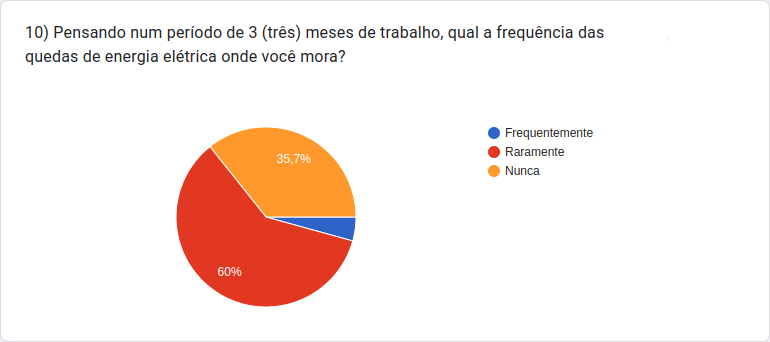 10) Pensando num período de 3 (três) meses de trabalho, qual a frequência das
quedas de energia elétrica onde você mora?
Frequentemente
Raramente
Nunca
35,7%
60%